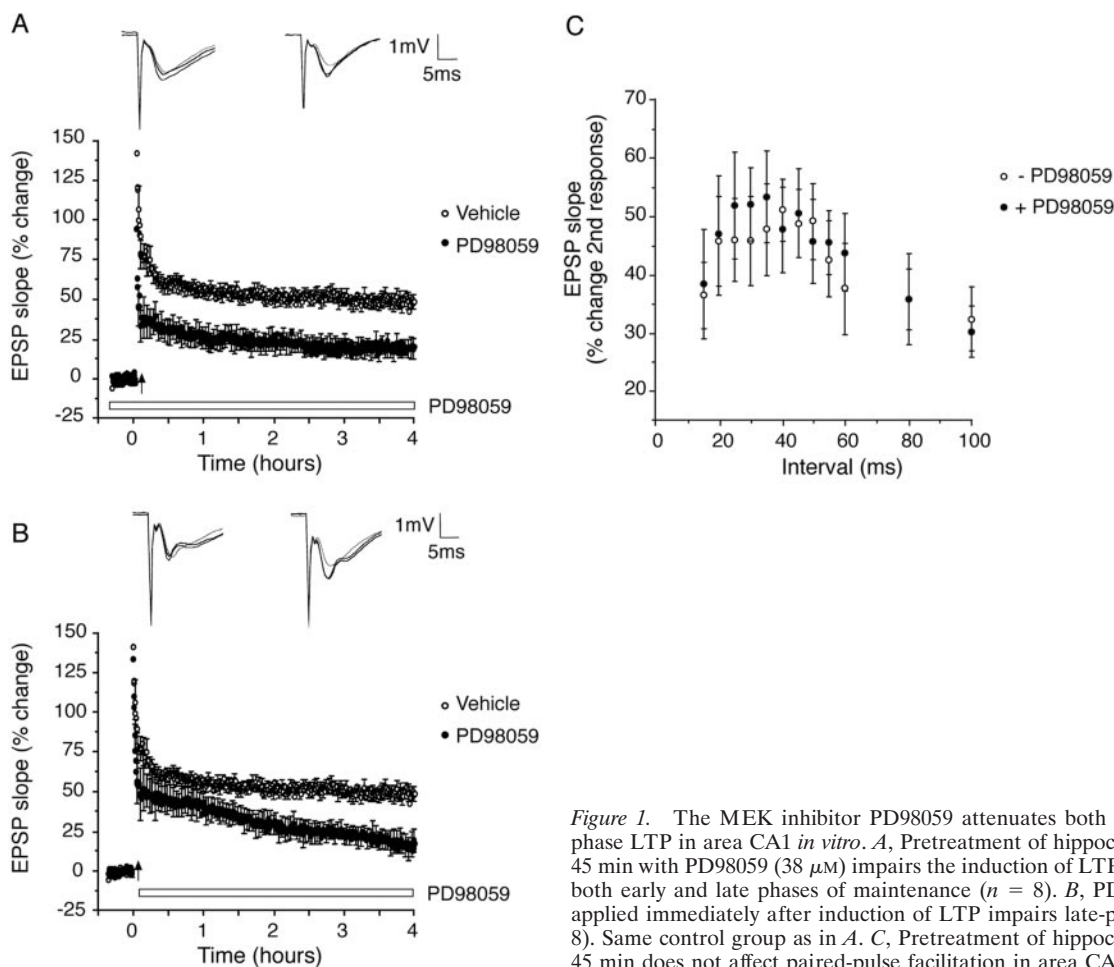 A
1mV
5ms
EPSP slope (% change)
150
125
100
75
50
25
0
-25
Vehicle
PD98059
PD98059
0 1 2 3 4
Time (hours)
B
1mV
5ms
EPSP slope (% change)
150
125
100
75
50
25
0
-25
Vehicle
PD98059
PD98059
0 1 2 3 4
Time (hours)
C
EPSP slope
(% change 2nd response)
70
60
50
40
30
20
0 20 40 60 80 100
Interval (ms)
- PD98059
+ PD98059
Figure 1. The MEK inhibitor PD98059 attenuates both
phase LTP in area CA1 in vitro. A, Pretreatment of hippoc
45 min with PD98059 (38 μM) impairs the induction of LTP
both early and late phases of maintenance (n = 8). B, PD
applied immediately after induction of LTP impairs late-p
8). Same control group as in A. C, Pretreatment of hippoc
45 min does not affect paired-pulse facilitation in area CA